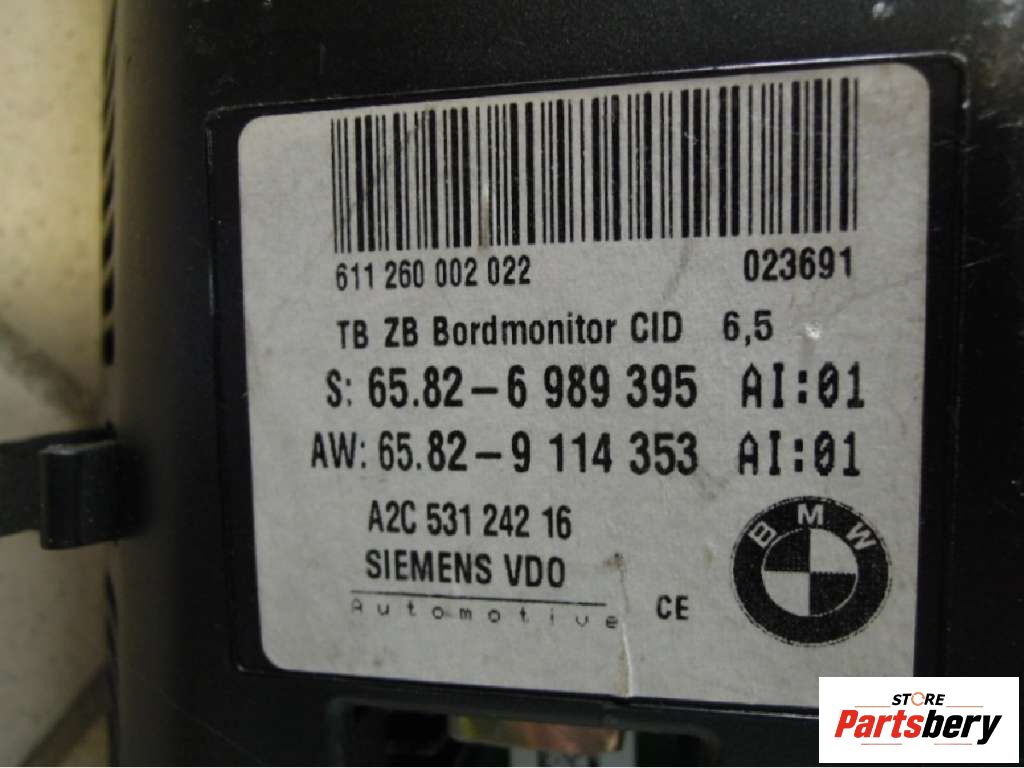 611 260 002 022 023691
TB ZB Bordmonitor CID 6,5
S: 65.82-6 989 395 AI:01
AW: 65.82-9 114 353 AI:01
A2C 531 242 16
SIEMENS VDO
Automotive
CE
BMW
STORE
Partsbery